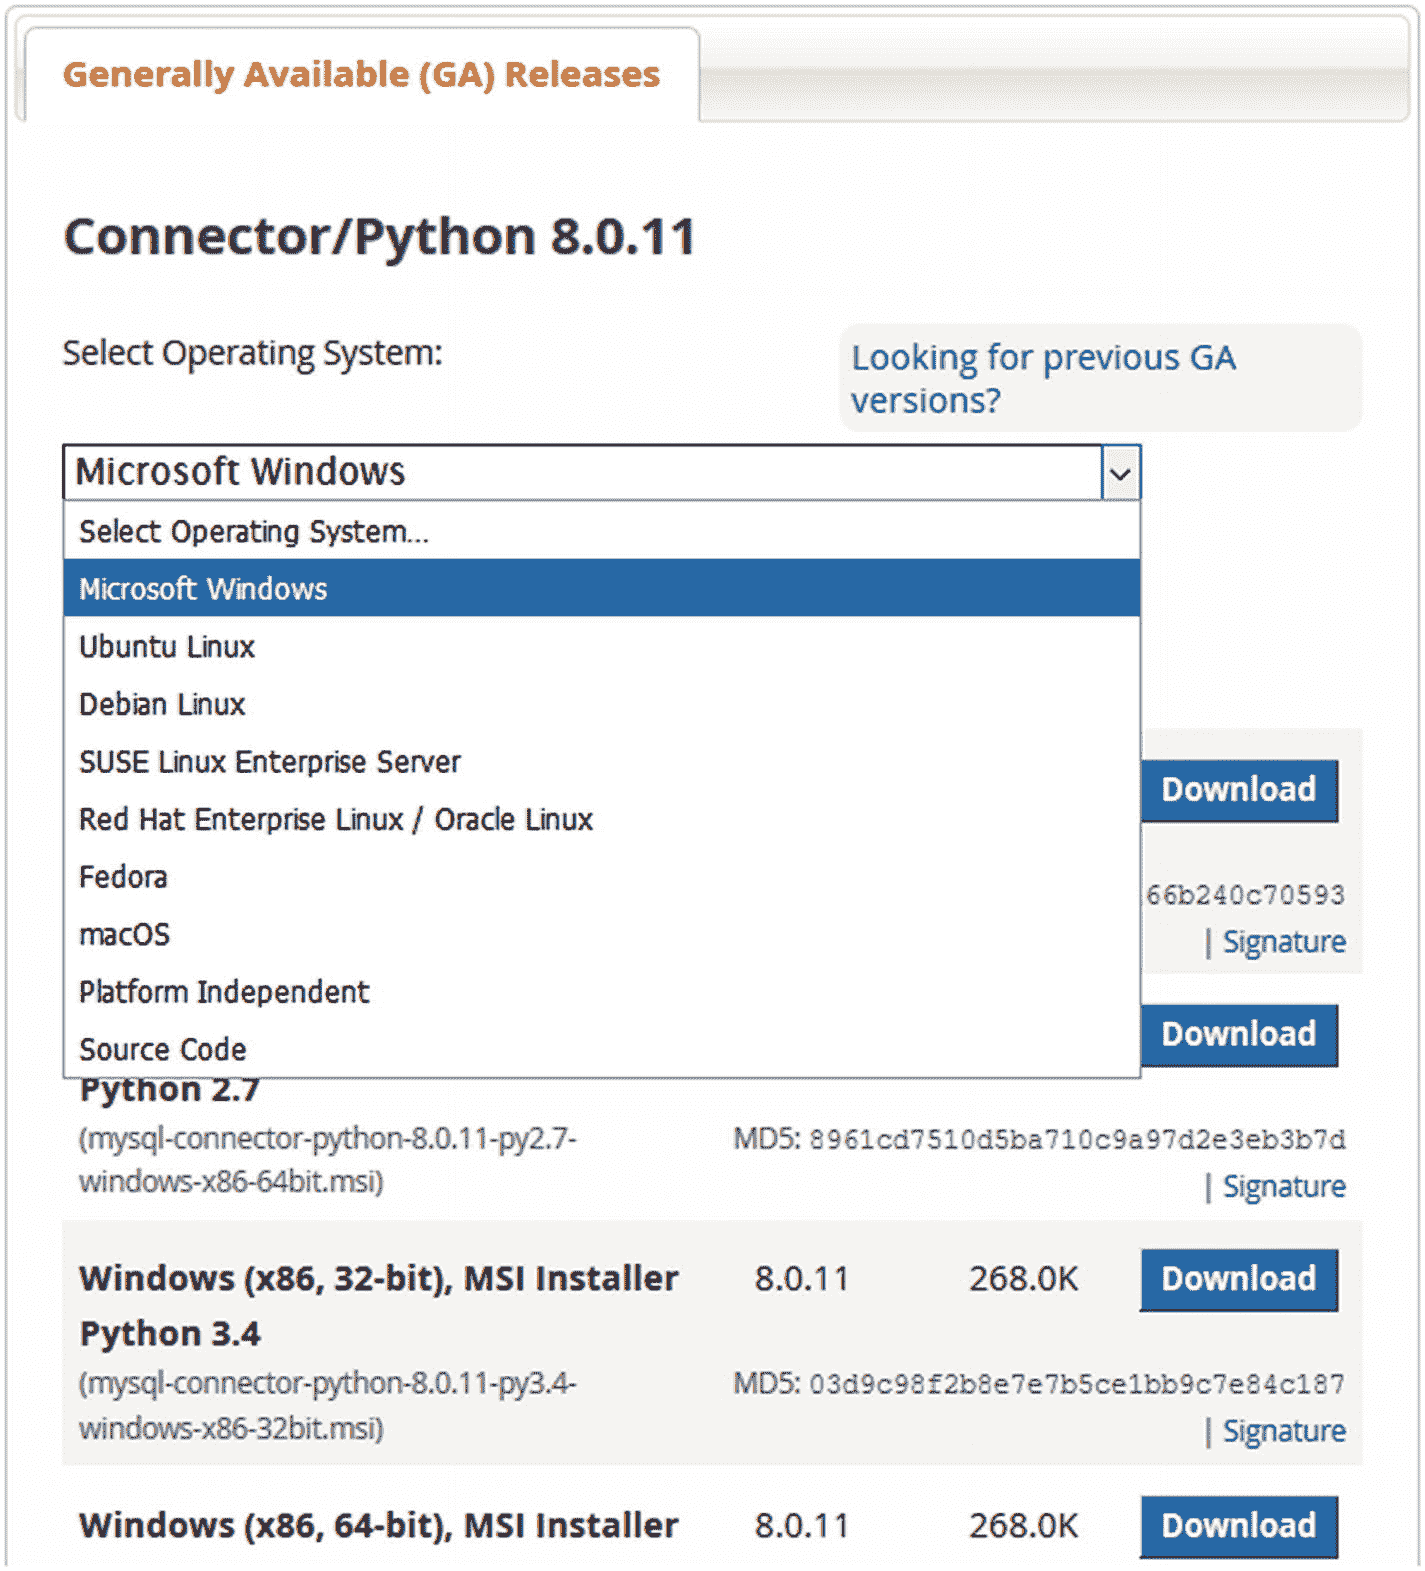 Generally Available (GA) Releases
Connector/Python 8.0.11
Select Operating System:
Looking for previous GA
versions?
Microsoft Windows
Select Operating System...
Microsoft Windows
Ubuntu Linux
Debian Linux
SUSE Linux Enterprise Server
Red Hat Enterprise Linux / Oracle Linux
Fedora
macOS
Platform Independent
Source Code
Download
66b240c70593
| Signature
Download
Python 2.7
(mysql-connector-python-8.0.11-py2.7-
windows-x86-64bit.msi)
MD5: 8961cd7510d5ba710c9a97d2e3eb3b7d
| Signature
Windows (x86, 32-bit), MSI Installer 8.0.11 268.0K Download
Python 3.4
(mysql-connector-python-8.0.11-py3.4-
windows-x86-32bit.msi)
MD5: 03d9c98f2b8e7e7b5ce1bb9c7e84c187
| Signature
Windows (x86, 64-bit), MSI Installer 8.0.11 268.0K Download